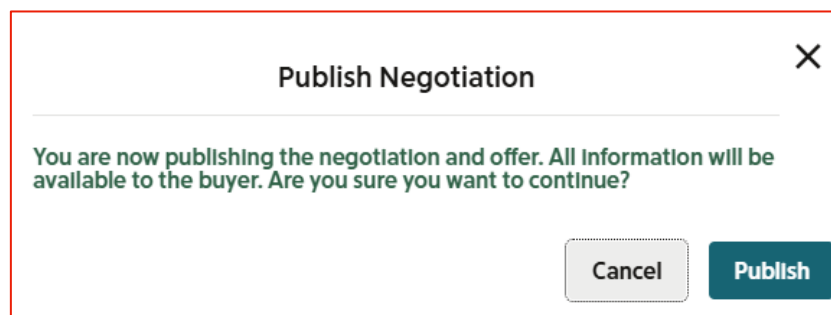 Publish Negotiation
You are now publishing the negotiation and offer. All information will be
available to the buyer. Are you sure you want to continue?
Cancel Publish